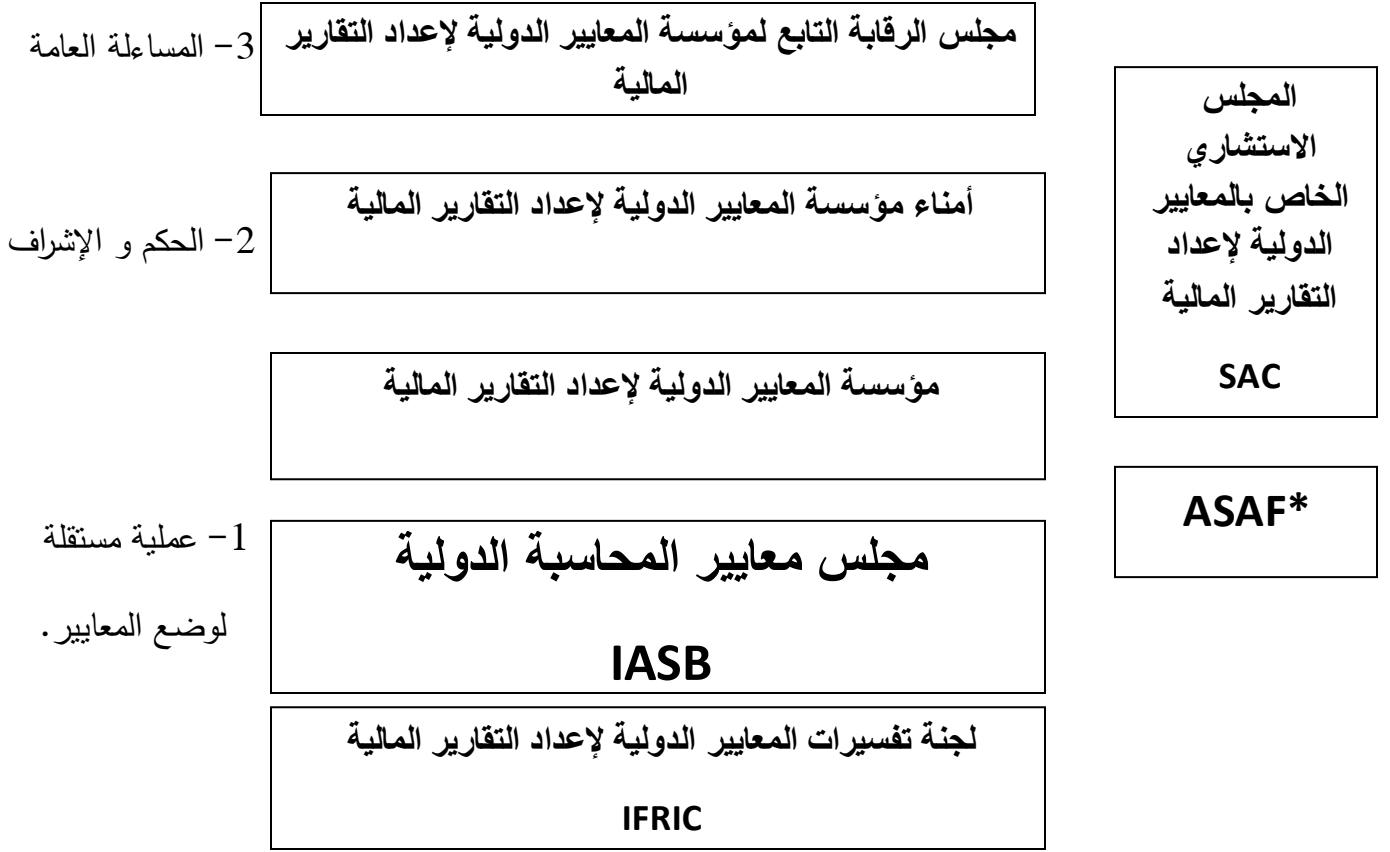 مجلس الرقابة التابع لمؤسسة المعايير الدولية لإعداد التقارير
المالية
3- المساءلة العامة
المجلس
الاستشاري
الخاص بالمعايير
الدولية لإعداد
التقارير المالية
SAC
أمناء مؤسسة المعايير الدولية لإعداد التقارير المالية
2- الحكم و الإشراف
مؤسسة المعايير الدولية لإعداد التقارير المالية
ASAF*
مجلس معايير المحاسبة الدولية
IASB
1- عملية مستقلة
لوضع المعايير.
لجنة تفسيرات المعايير الدولية لإعداد التقارير المالية
IFRIC